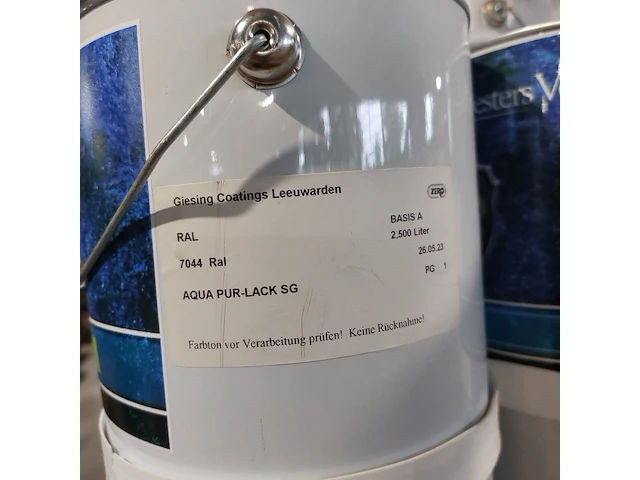 Giesing Coatings Leeuwarden
ZERO
RAL
BASIS A
2,500 Liter
7044 Ral
26.05.23
PG 1
AQUA PUR-LACK SG
Farbton vor Verarbeitung prüfen! Keine Rücknahme!